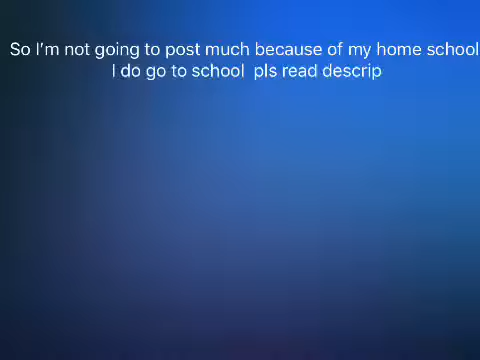 So I'm not going to post much because of my home school
I do go to school  pls read descrip